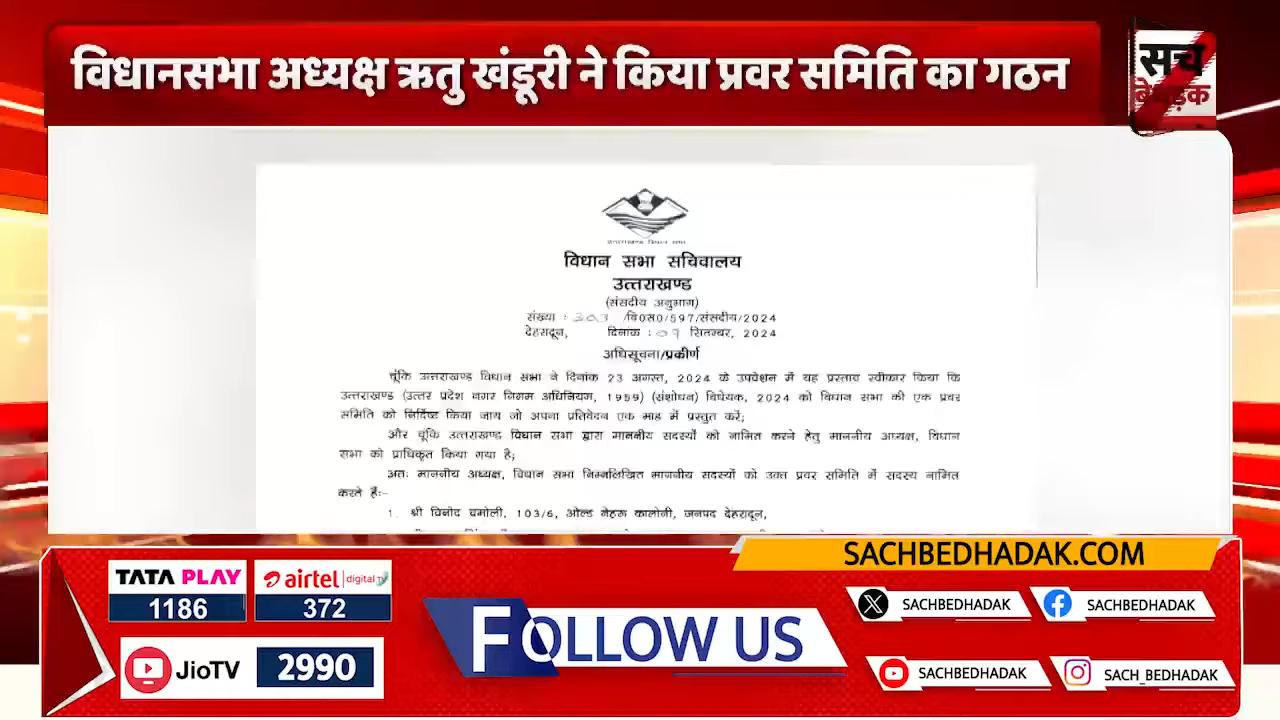 विधानसभा अध्यक्ष ऋतु खंडूरी ने किया प्रवर समिति का गठन
सच
बेधड़क
उत्तराखण्ड विधान सभा
विधान सभा सचिवालय
उत्तराखण्ड
(संसदीय अनुभाग)
संख्या : 303 /वि0स0/597/संसदीय/2024
देहरादून, दिनांक : 09 सितम्बर, 2024
अधिसूचना/प्रकीर्ण
चूंकि उत्तराखण्ड विधान सभा ने दिनांक 23 अगस्त, 2024 के उपवेशन में यह प्रस्ताव स्वीकार किया कि
उत्तराखण्ड (उत्तर प्रदेश नगर निगम अधिनियम, 1959) (संशोधन) विधेयक, 2024 को विधान सभा की एक प्रवर
समिति को निर्दिष्ट किया जाय जो अपना प्रतिवेदन एक माह में प्रस्तुत करें;
और चूंकि उत्तराखण्ड विधान सभा द्वारा माननीय सदस्यों को नामित करने हेतु माननीय अध्यक्ष, विधान
सभा को प्राधिकृत किया गया है;
अतः माननीय अध्यक्ष, विधान सभा निम्नलिखित माननीय सदस्यों को उक्त प्रवर समिति में सदस्य नामित
करते हैं:-
1. श्री विनोद चमोली, 103/6, ओल्ड नेहरू कालोनी, जनपद देहरादून,
SACHBEDHADAK.COM
TATA PLAY
1186
airtel digital TV
372
JioTV
2990
FOLLOW US
SACHBEDHADAK
SACHBEDHADAK
SACHBEDHADAK
SACH_BEDHADAK